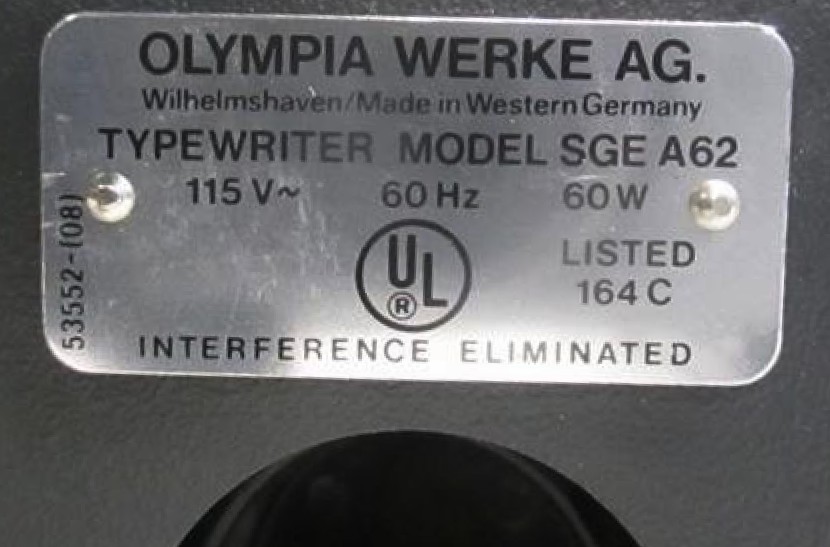 OLYMPIA WERKE AG.
Wilhelmshaven/Made in Western Germany
TYPEWRITER MODEL SGE A62
115 V~ 60 Hz 60 W
UL ®
LISTED
164 C
INTERFERENCE ELIMINATED
53552-(08)